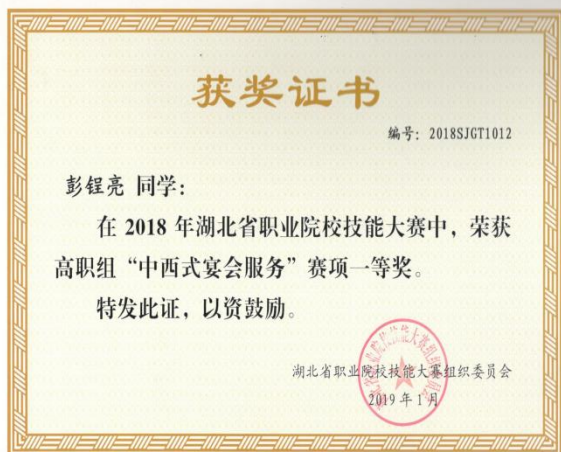 获奖证书
编号：2018SJGT1012
彭锃亮 同学：
在 2018 年湖北省职业院校技能大赛中，荣获
高职组“中西式宴会服务”赛项一等奖。
特发此证，以资鼓励。
湖北省职业院校技能大赛组织委员会
2019 年 1 月